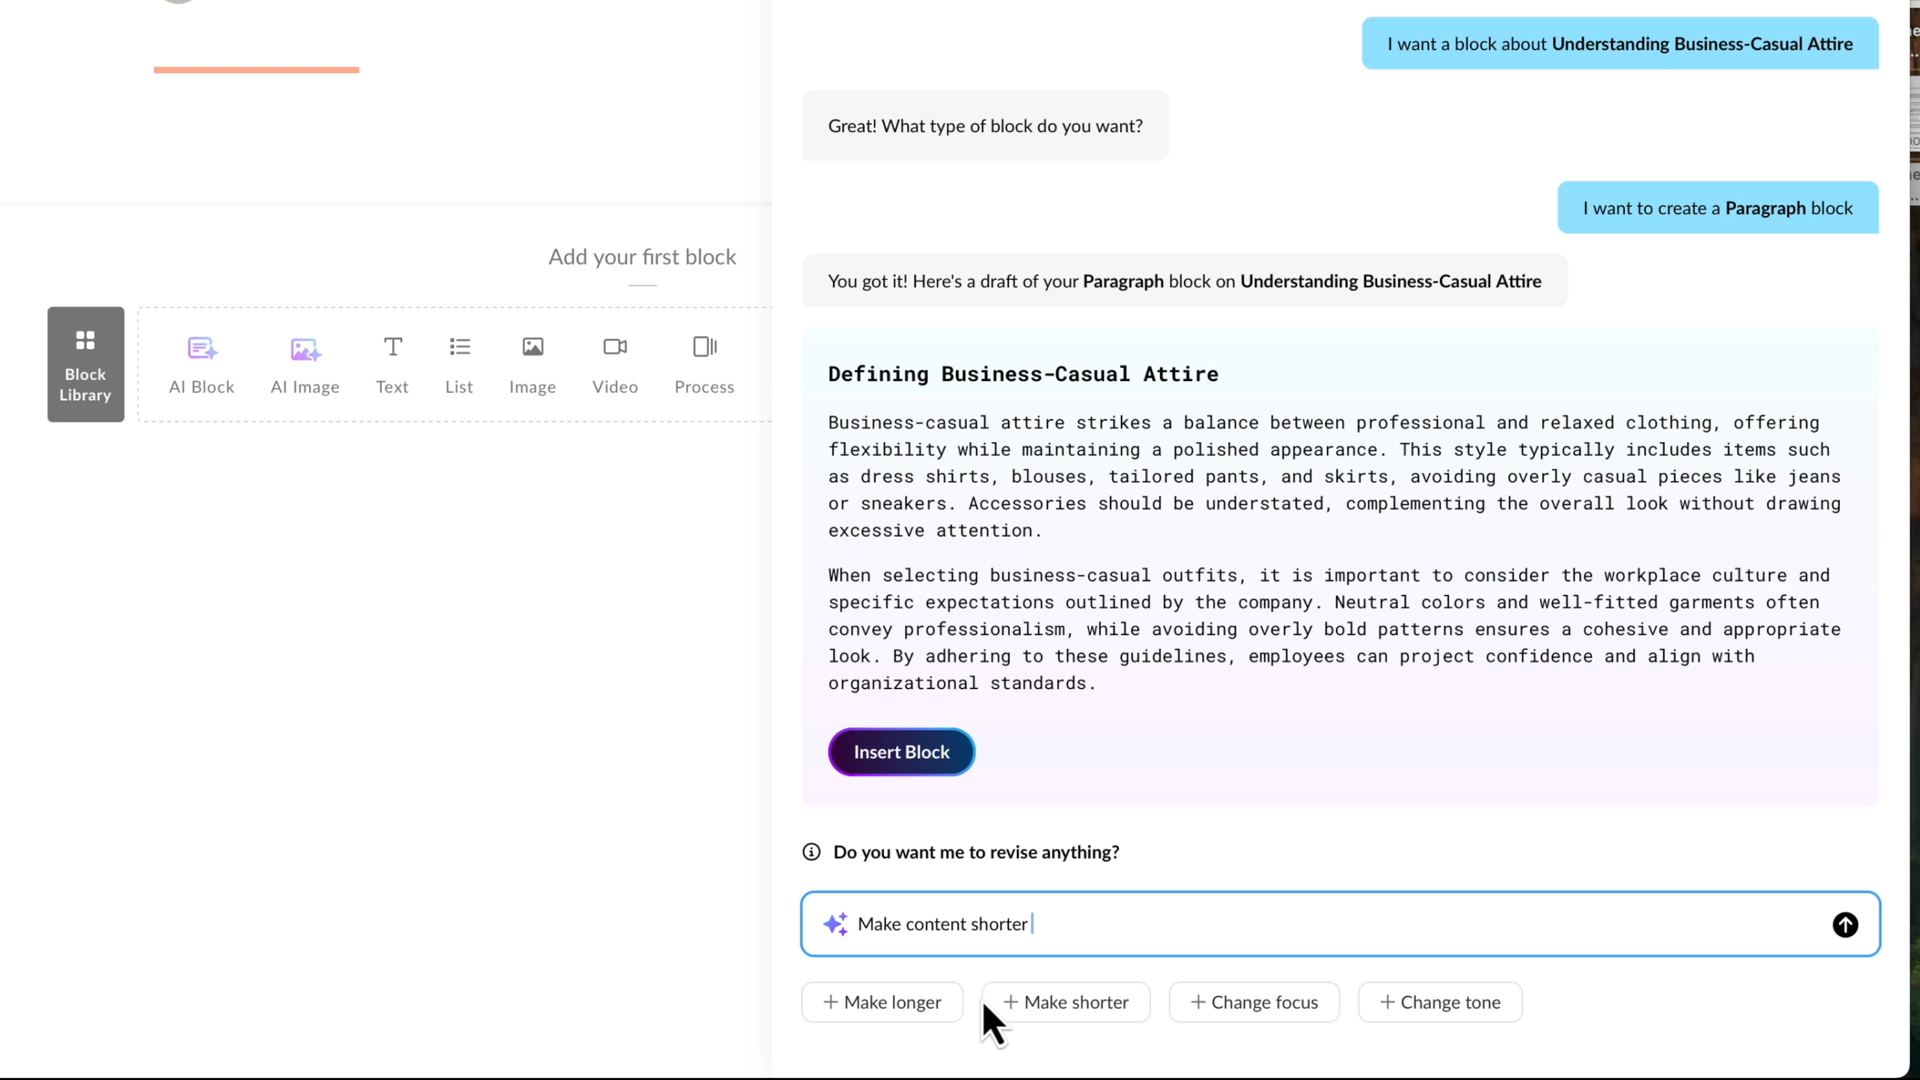 I want a block about Understanding Business-Casual Attire
Great! What type of block do you want?
I want to create a Paragraph block
You got it! Here's a draft of your Paragraph block on Understanding Business-Casual Attire
Add your first block
Block
Library
AI Block
AI Image
Text
List
Image
Video
Process
Defining Business-Casual Attire
Business-casual attire strikes a balance between professional and relaxed clothing, offering
flexibility while maintaining a polished appearance. This style typically includes items such
as dress shirts, blouses, tailored pants, and skirts, avoiding overly casual pieces like jeans
or sneakers. Accessories should be understated, complementing the overall look without drawing
excessive attention.
When selecting business-casual outfits, it is important to consider the workplace culture and
specific expectations outlined by the company. Neutral colors and well-fitted garments often
convey professionalism, while avoiding overly bold patterns ensures a cohesive and appropriate
look. By adhering to these guidelines, employees can project confidence and align with
organizational standards.
Insert Block
Do you want me to revise anything?
Make content shorter
+ Make longer
+ Make shorter
+ Change focus
+ Change tone